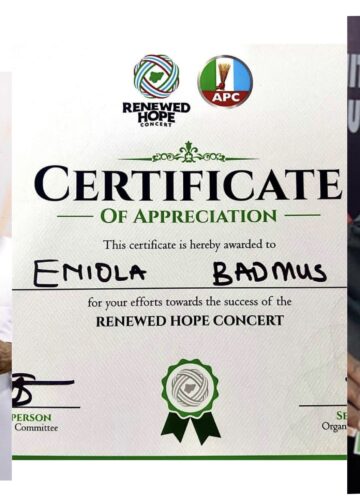 RENEWED
HOPE
CONCERT
APC
CERTIFICATE
OF APPRECIATION
This certificate is hereby awarded to
ENIOLA BADMUS
for your efforts towards the success of the
RENEWED HOPE CONCERT
PERSON
Committee
SE
Organ